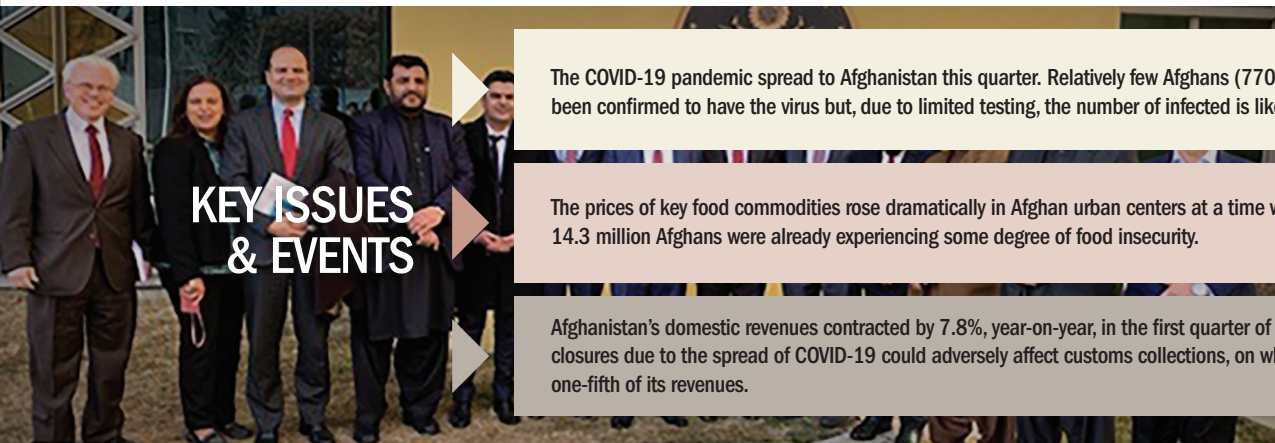 KEY ISSUES
& EVENTS
The COVID-19 pandemic spread to Afghanistan this quarter. Relatively few Afghans (770
been confirmed to have the virus but, due to limited testing, the number of infected is
The prices of key food commodities rose dramatically in Afghan urban centers at a time
14.3 million Afghans were already experiencing some degree of food insecurity.
Afghanistan's domestic revenues contracted by 7.8%, year-on-year, in the first quarter of
closures due to the spread of COVID-19 could adversely affect customs collections, on
one-fifth of its revenues.